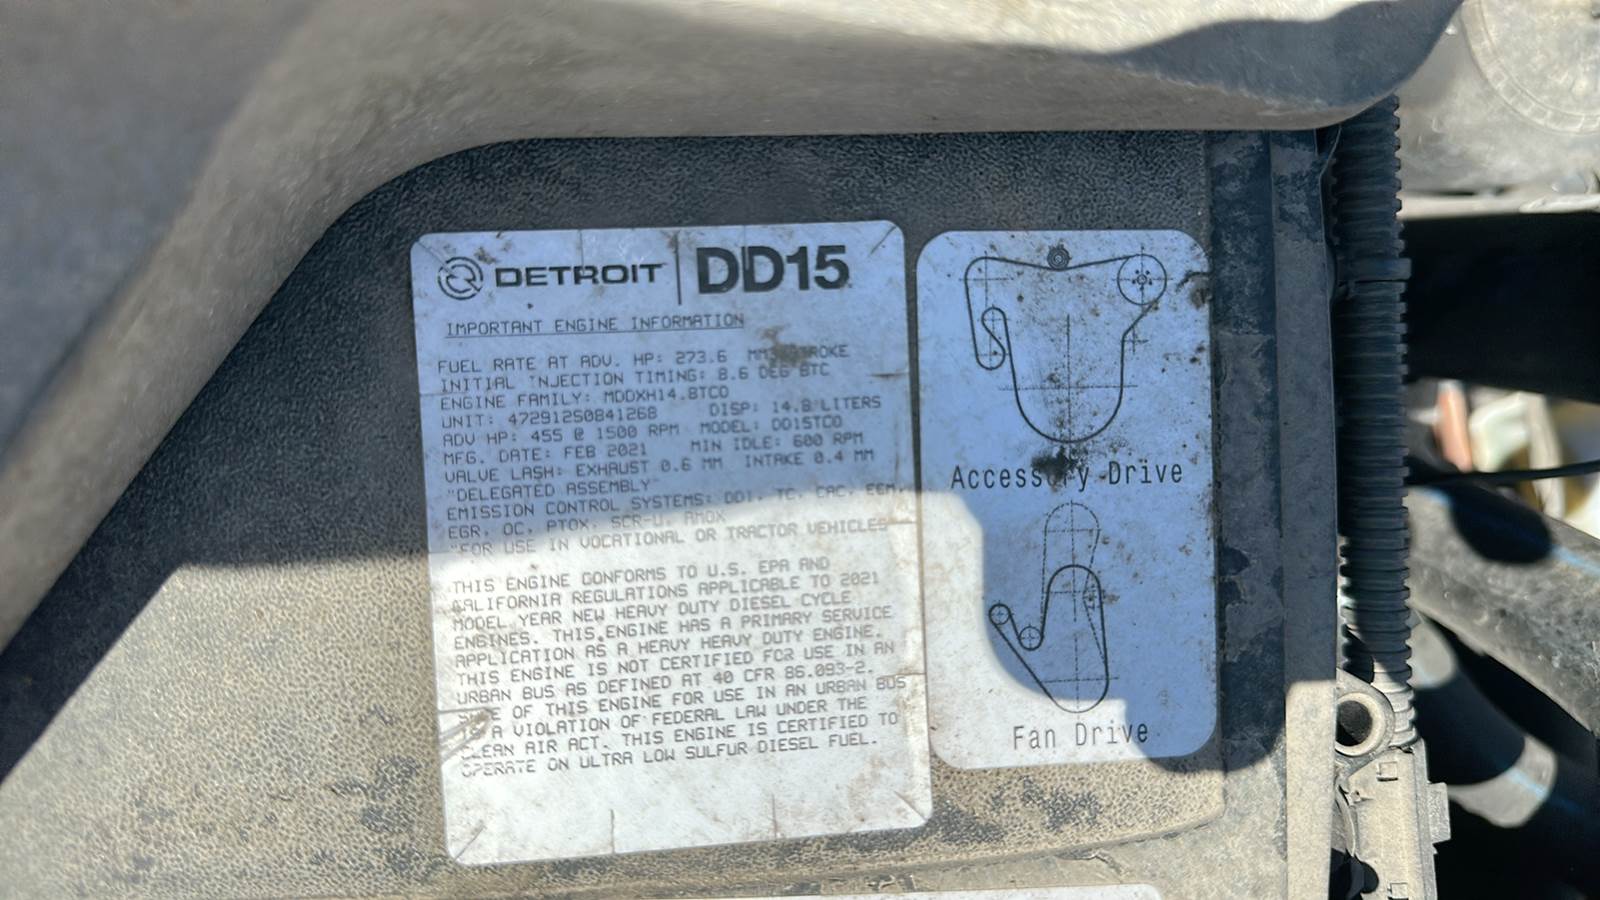 DETROIT | DD15
IMPORTANT ENGINE INFORMATION
FUEL RATE AT ADV. HP: 273.6
INITIAL INJECTION TIMING: 8.6 DEG BTC
ENGINE FAMILY: MDDXH14.8TCD
UNIT: 472912S0841268 DISP: 14.8 LITERS
ADV HP: 455 @ 1500 RPM MODEL: DD15TCD
MFG. DATE: FEB 2021 MIN IDLE: 600 RPM
VALVE LASH: EXHAUST 0.6 MM INTAKE 0.4 MM
"DELEGATED ASSEMBLY"
EMISSION CONTROL SYSTEMS: DDI, TC, CAC, ECM,
EGR, OC, PTOX, SCR-U, AMOX
"FOR USE IN VOCATIONAL OR TRACTOR VEHICLES"
THIS ENGINE CONFORMS TO U.S. EPA AND
CALIFORNIA REGULATIONS APPLICABLE TO 2021
MODEL YEAR NEW HEAVY DUTY DIESEL CYCLE
ENGINES. THIS ENGINE HAS A PRIMARY SERVICE
APPLICATION AS A HEAVY HEAVY DUTY ENGINE.
THIS ENGINE IS NOT CERTIFIED FOR USE IN AN
URBAN BUS AS DEFINED AT 40 CFR 86.093-2.
OF THIS ENGINE FOR USE IN AN URBAN BUS
IS A VIOLATION OF FEDERAL LAW UNDER THE
CLEAN AIR ACT. THIS ENGINE IS CERTIFIED TO
OPERATE ON ULTRA LOW SULFUR DIESEL FUEL.
Accessory Drive
Fan Drive